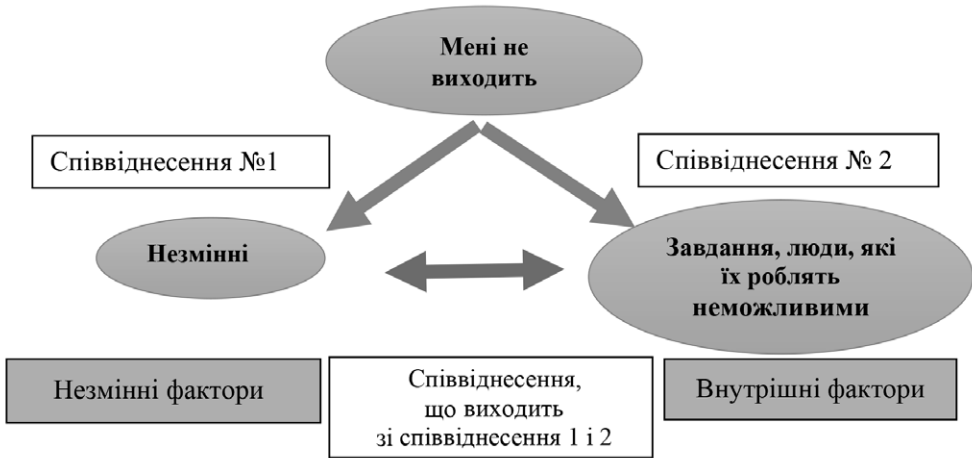 Мені не
виходить
Співвіднесення №1
Співвіднесення № 2
Незмінні
Завдання, люди, які
їх роблять
неможливими
Незмінні фактори
Співвіднесення,
що виходить
зі співвіднесення 1 і 2
Внутрішні фактори